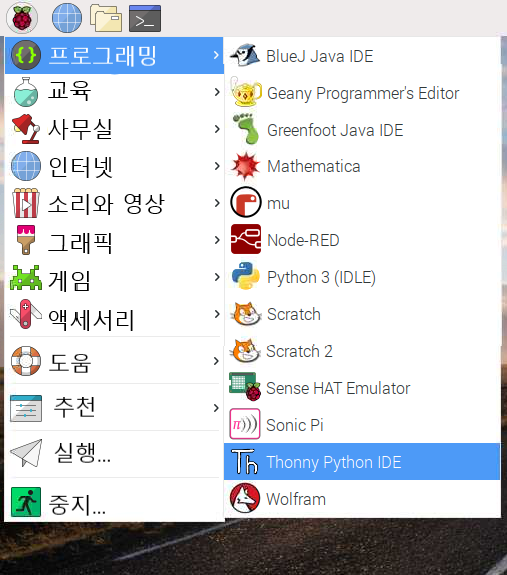 프로그래밍
교육
사무실
인터넷
소리와 영상
그래픽
게임
액세서리
도움
추천
실행...
중지...
BlueJ Java IDE
Geany Programmer's Editor
Greenfoot Java IDE
Mathematica
mu
Node-RED
Python 3 (IDLE)
Scratch
Scratch 2
Sense HAT Emulator
π)))
Sonic Pi
Th
Thonny Python IDE
Wolfram